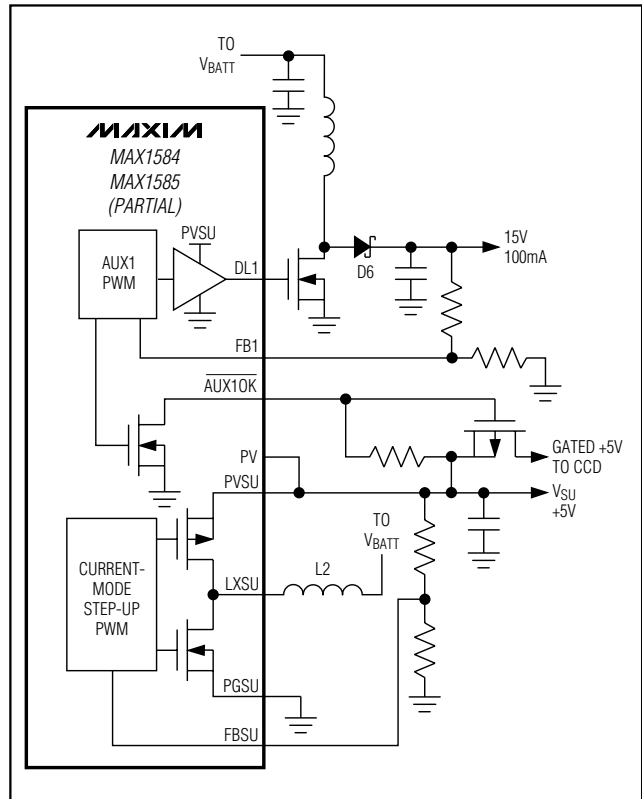 TO
VBATT
MAXIM
MAX1584
MAX1585
(PARTIAL)
PVSU
AUX1
PWM
DL1
D6
15V
100mA
FB1
AUX1OK
GATED +5V
TO CCD
PV
PVSU
VSU
+5V
TO
VBATT
CURRENT-
MODE
STEP-UP
PWM
LXSU
L2
PGSU
FBSU